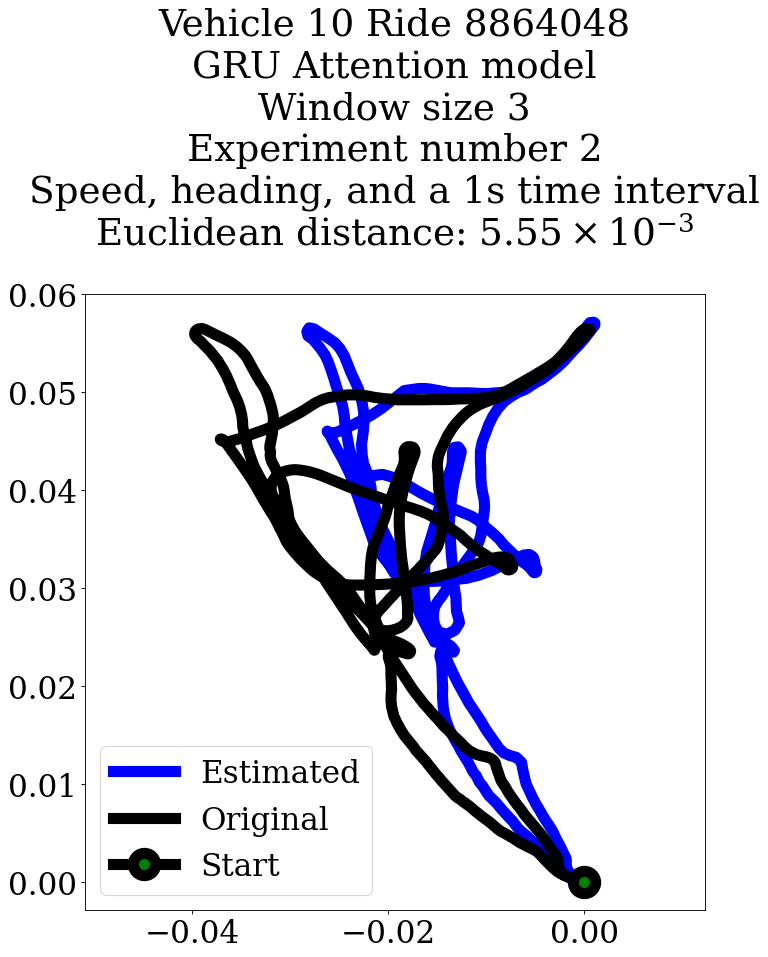 Vehicle 10 Ride 8864048
GRU Attention model
Window size 3
Experiment number 2
Speed, heading, and a 1s time interval
Euclidean distance: 5.55 × 10⁻³
0.06
0.05
0.04
0.03
0.02
0.01
0.00
Estimated
Original
Start
−0.04 −0.02 0.00